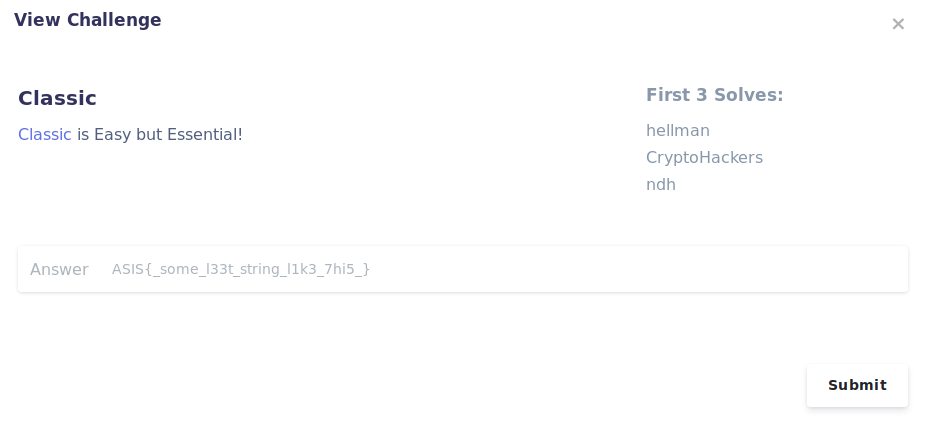 View Challenge
×
Classic
Classic is Easy but Essential!
First 3 Solves:
hellman
CryptoHackers
ndh
Answer ASIS{_some_l33t_string_l1k3_7hi5_}
Submit